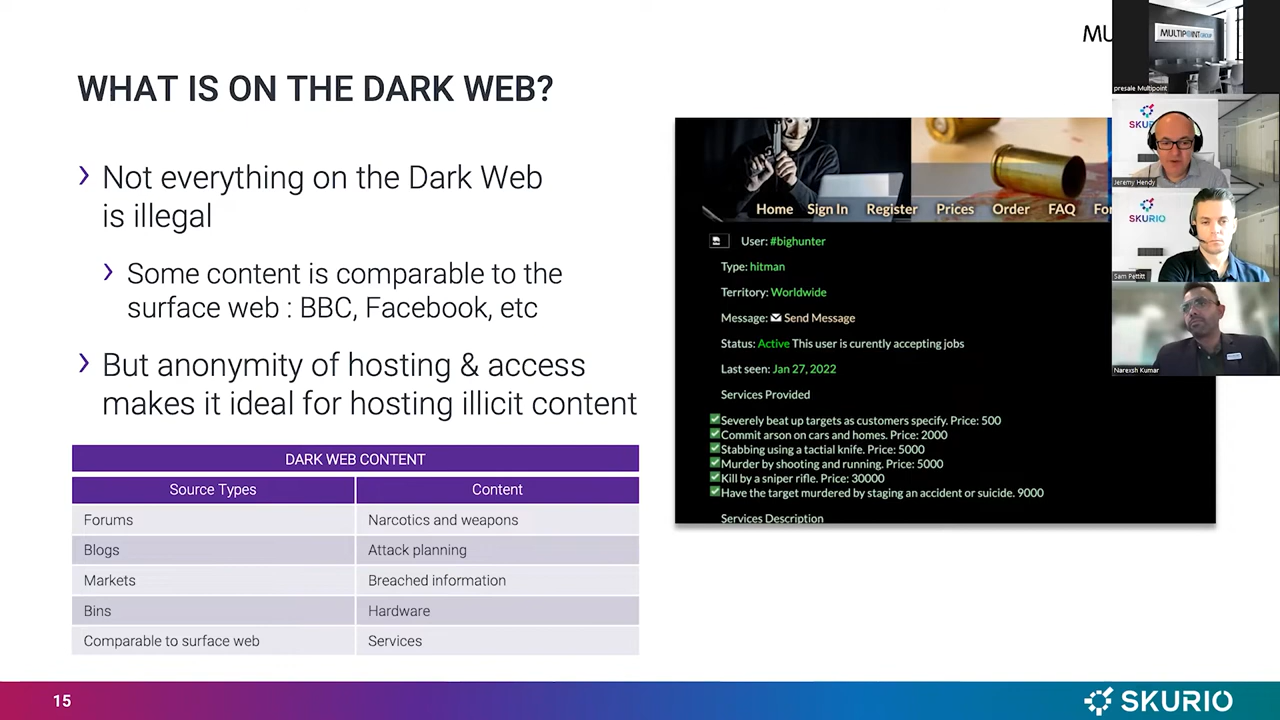 WHAT IS ON THE DARK WEB?
› Not everything on the Dark Web
is illegal
› Some content is comparable to the
surface web : BBC, Facebook, etc
› But anonymity of hosting & access
makes it ideal for hosting illicit content
DARK WEB CONTENT
Source Types Content
Forums Narcotics and weapons
Blogs Attack planning
Markets Breached information
Bins Hardware
Comparable to surface web Services
Home Sign In Register Prices Order FAQ
User: #bighunter
Type: hitman
Territory: Worldwide
Message: Send Message
Status: Active This user is curently accepting jobs
Last seen: Jan 27, 2022
Services Provided
Severely beat up targets as customers specify. Price: 500
Commit arson on cars and homes. Price: 2000
Stabbing using a tactial knife. Price: 5000
Murder by shooting and running. Price: 5000
Kill by a sniper rifle. Price: 30000
Have the target murdered by staging an accident or suicide. 9000
Services Description
MULTIPOINT GROUP
presale Multipoint
Jeremy Hendy
SKURIO
Sam Pettitt
Narexsh Kumar
15
SKURIO